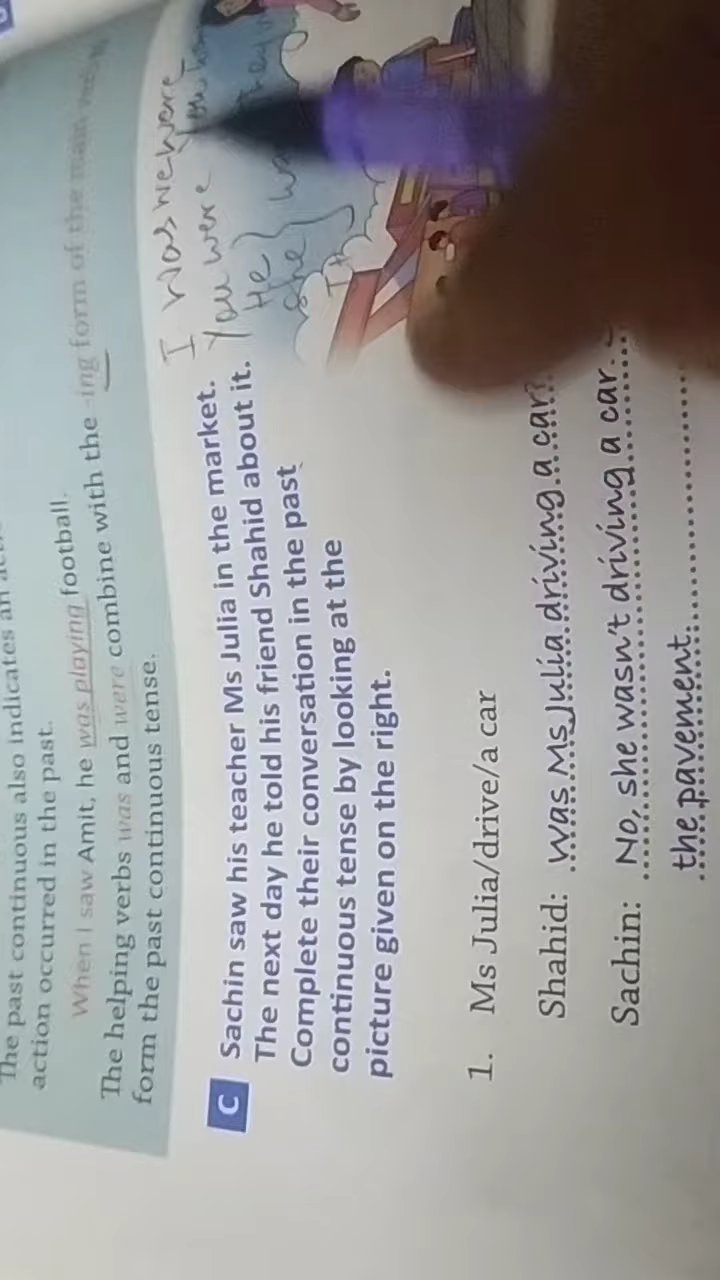 The past continuous also indicates an
action occurred in the past.
When I saw Amit, he was playing football.
The helping verbs was and were combine with the -ing form of the main
form the past continuous tense.
I was we were
You were You
He
She
It
They
C Sachin saw his teacher Ms Julia in the market.
The next day he told his friend Shahid about it.
Complete their conversation in the past
continuous tense by looking at the
picture given on the right.
1. Ms Julia/drive/a car
Shahid: Was Ms Julia driving a car?
Sachin: No, she wasn't driving a car.
the pavement.